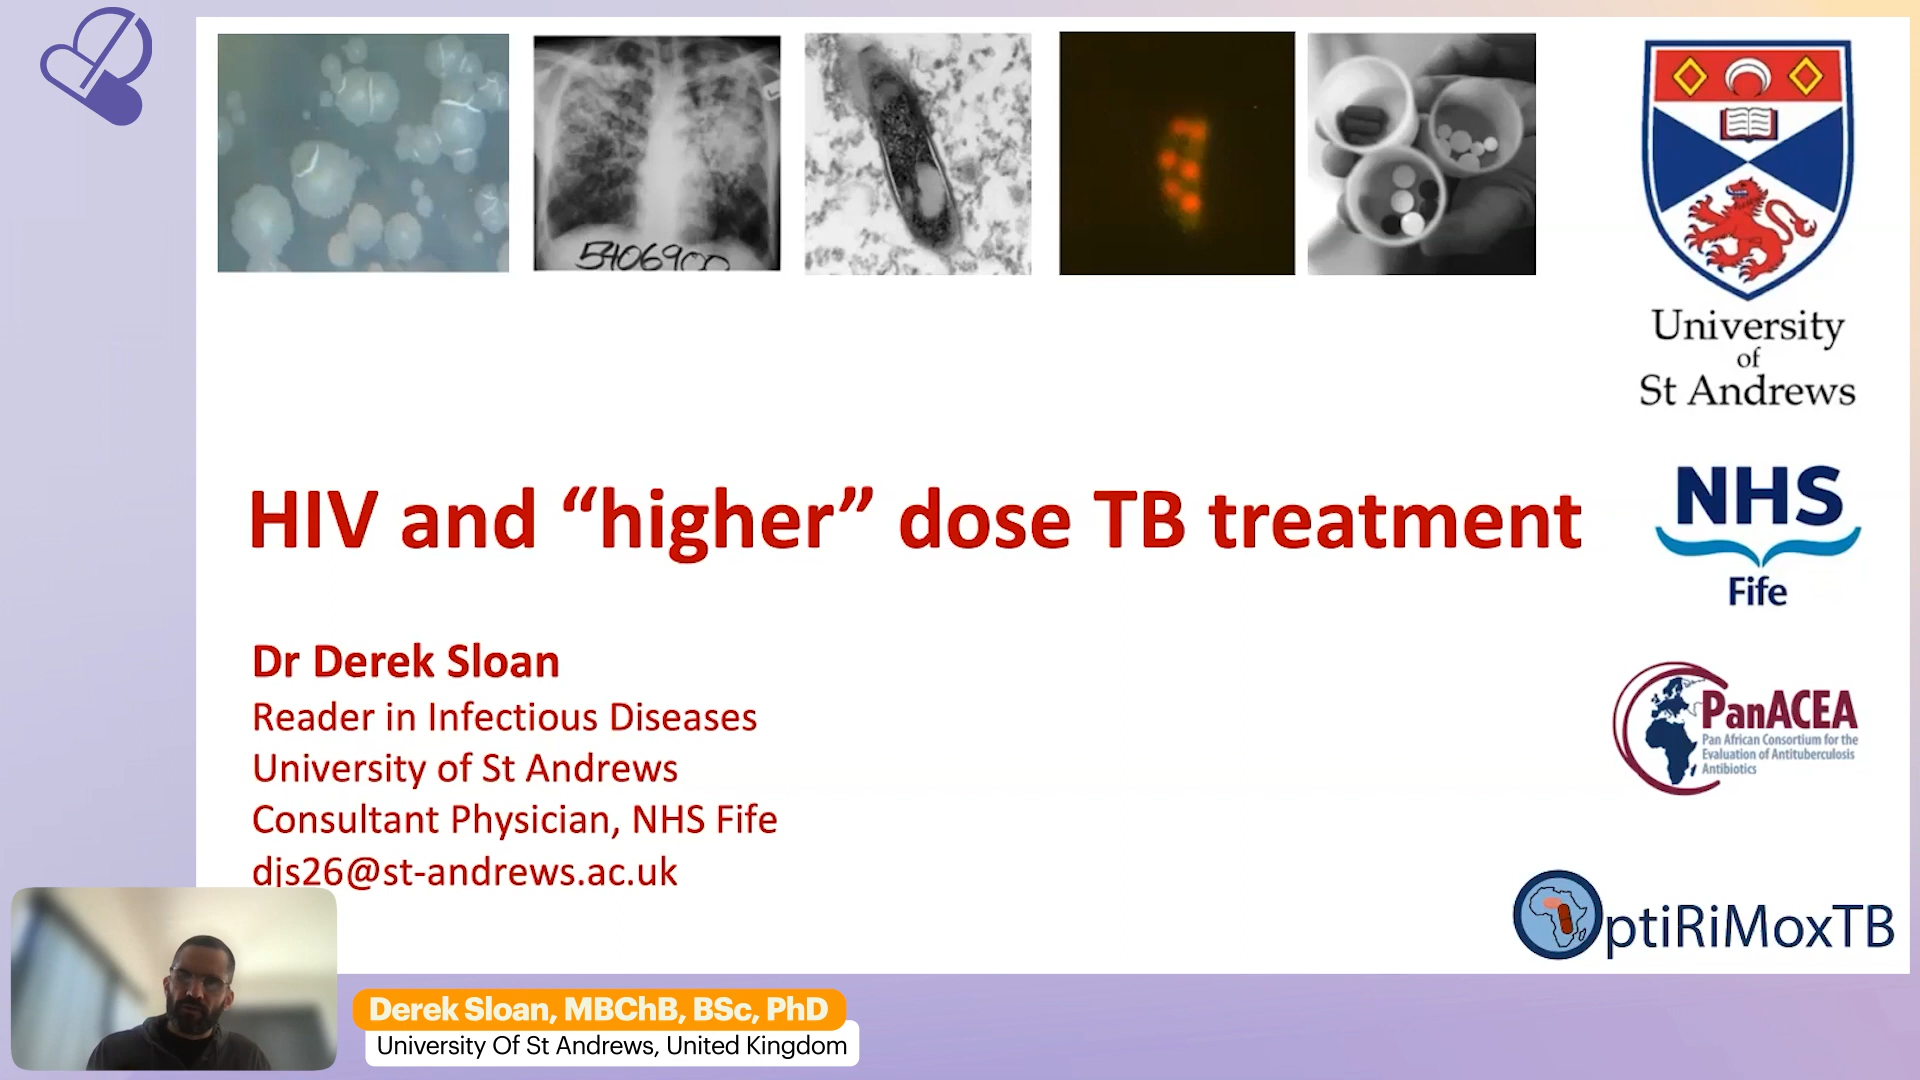 5406900
University
of
St Andrews
NHS
Fife
HIV and “higher” dose TB treatment
Dr Derek Sloan
Reader in Infectious Diseases
University of St Andrews
Consultant Physician, NHS Fife
djs26@st-andrews.ac.uk
PanACEA
Pan African Consortium for the
Evaluation of Antituberculosis
Antibiotics
OptiRiMoxTB
Derek Sloan, MBChB, BSc, PhD
University Of St Andrews, United Kingdom